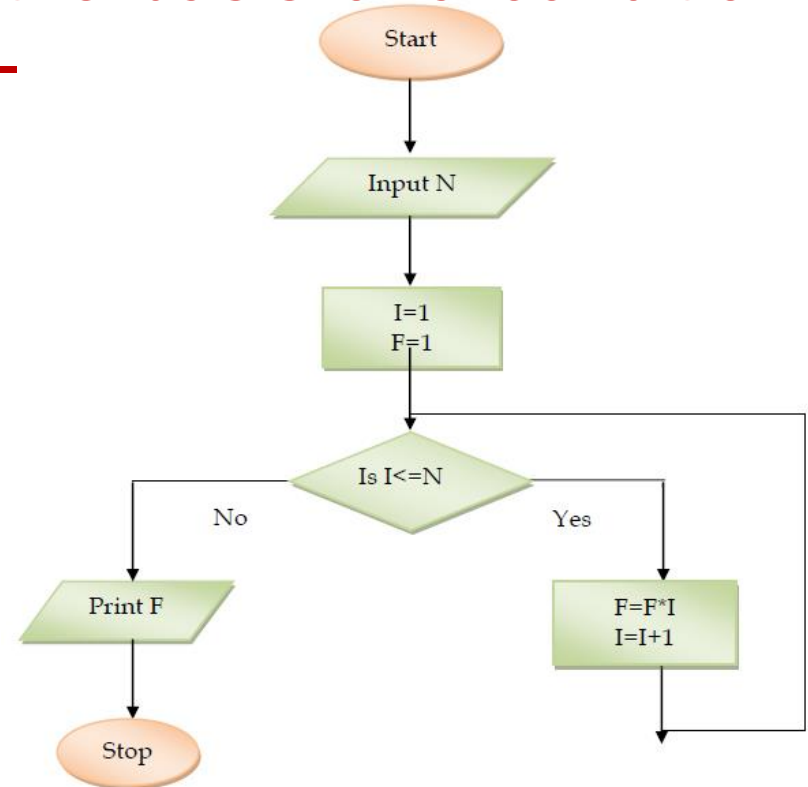 Start
Input N
I=1
F=1
Is I<=N
No
Yes
Print F
F=F*I
I=I+1
Stop